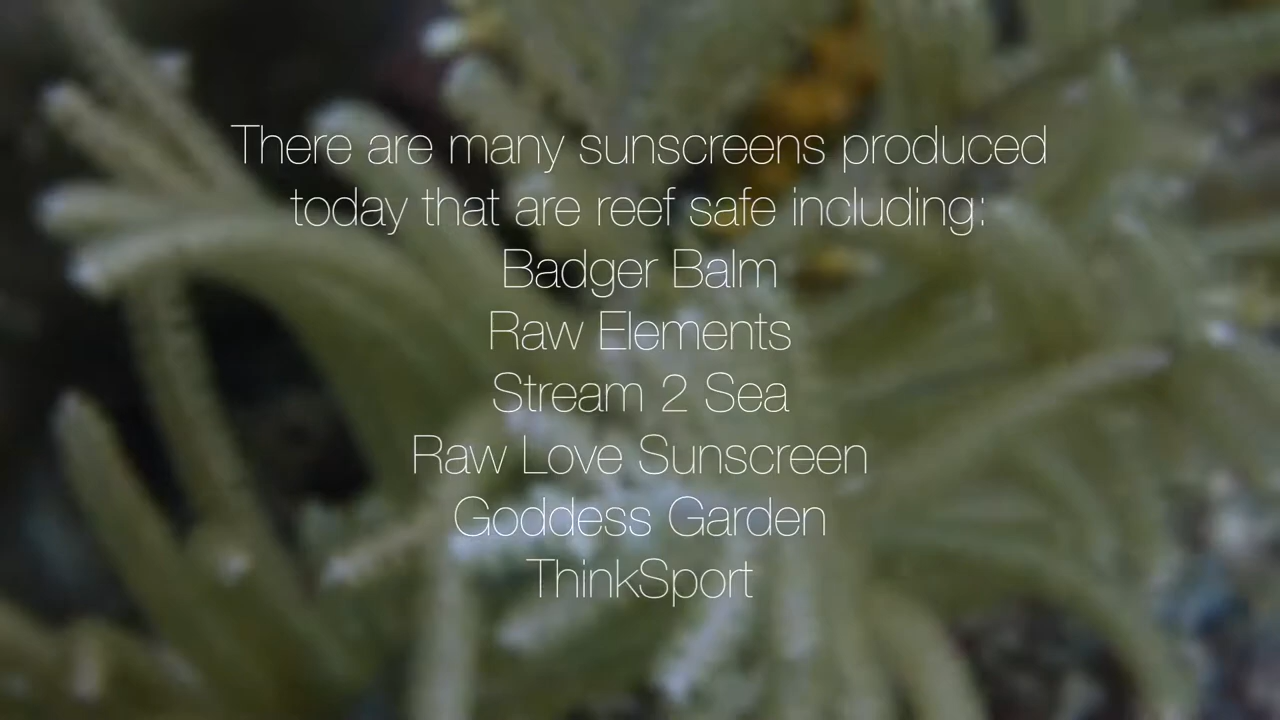 There are many sunscreens produced
today that are reef safe including:
Badger Balm
Raw Elements
Stream 2 Sea
Raw Love Sunscreen
Goddess Garden
ThinkSport